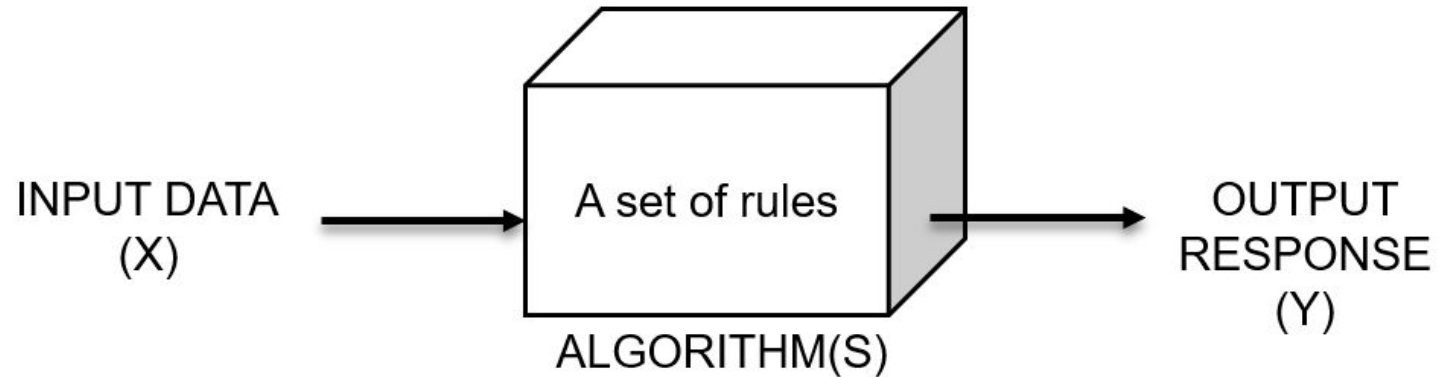 INPUT DATA
(X)
A set of rules
ALGORITHM(S)
OUTPUT
RESPONSE
(Y)